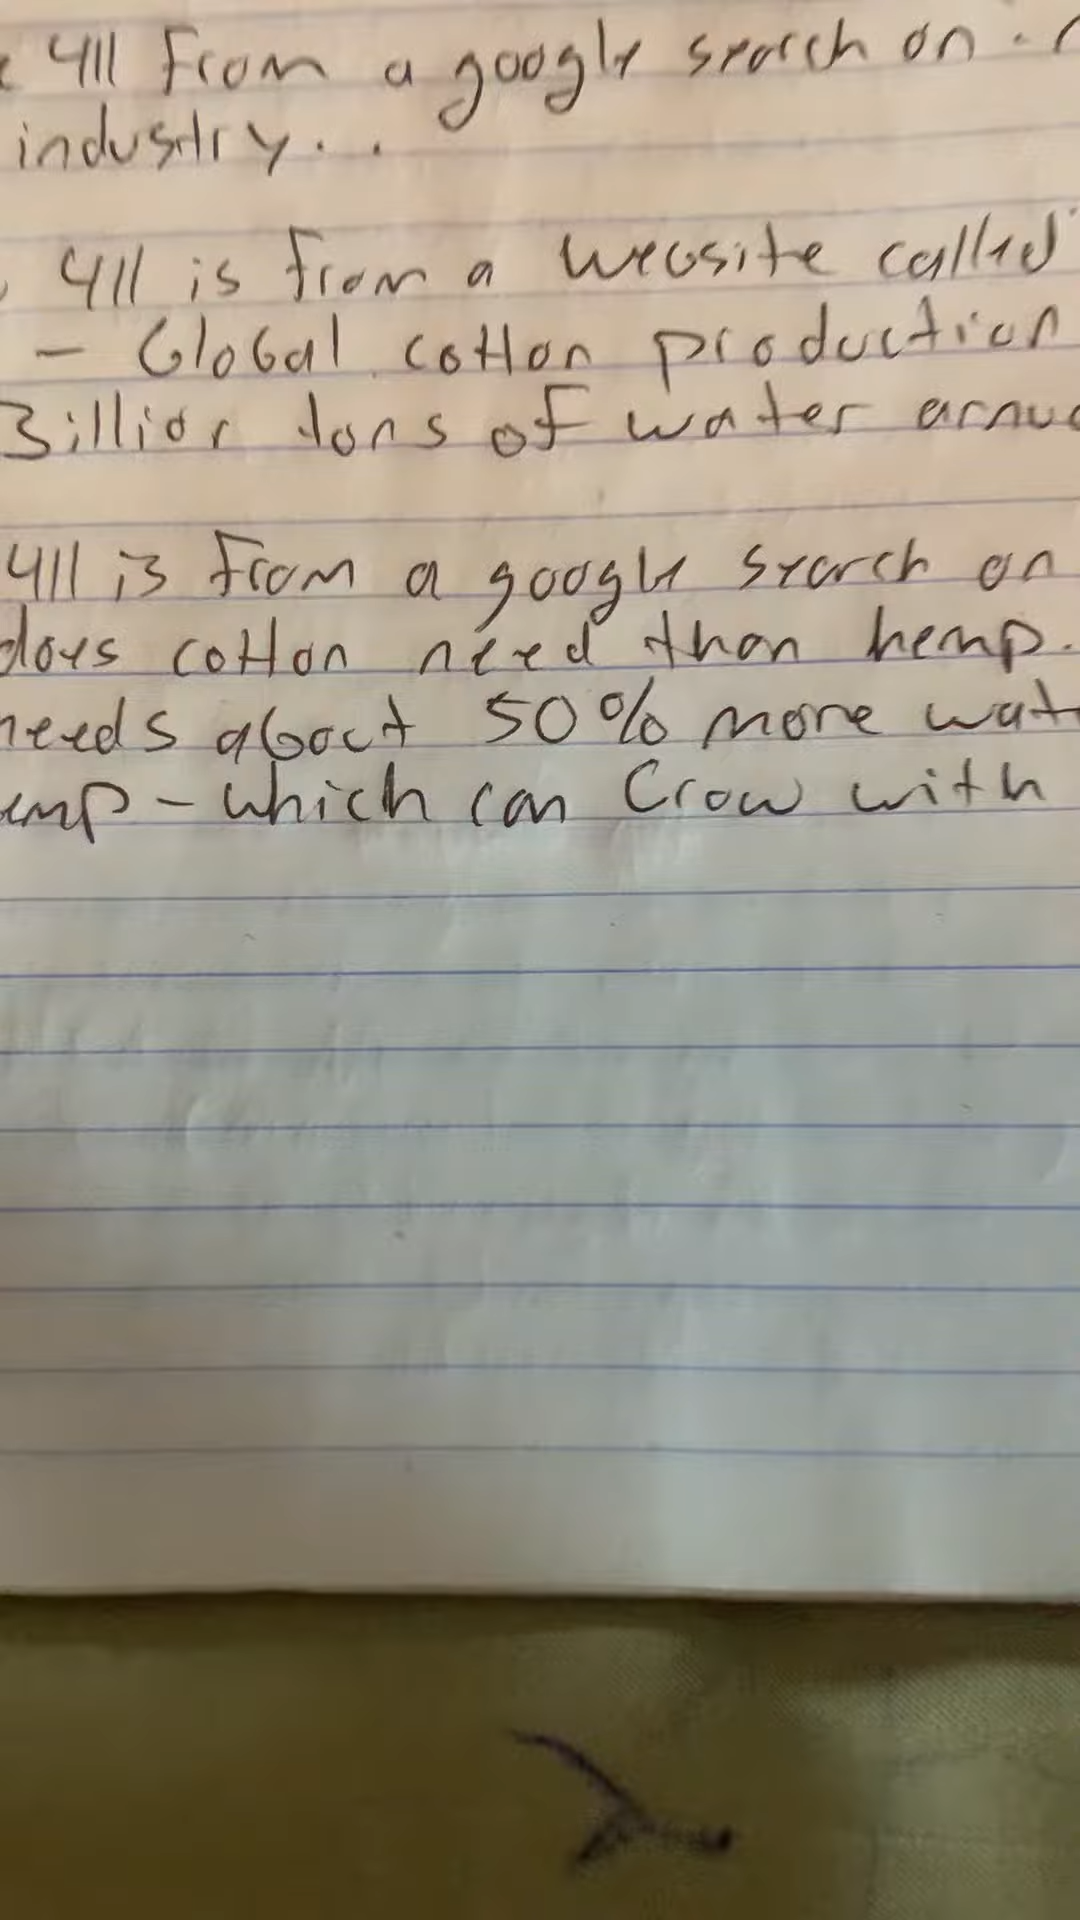 411 From a google search on - 
industry...
411 is from a website called
- Global cotton production
Billion tons of water annu
411 is From a google search on
does cotton need than hemp.
needs about 50% more wat
emp - which can Grow with